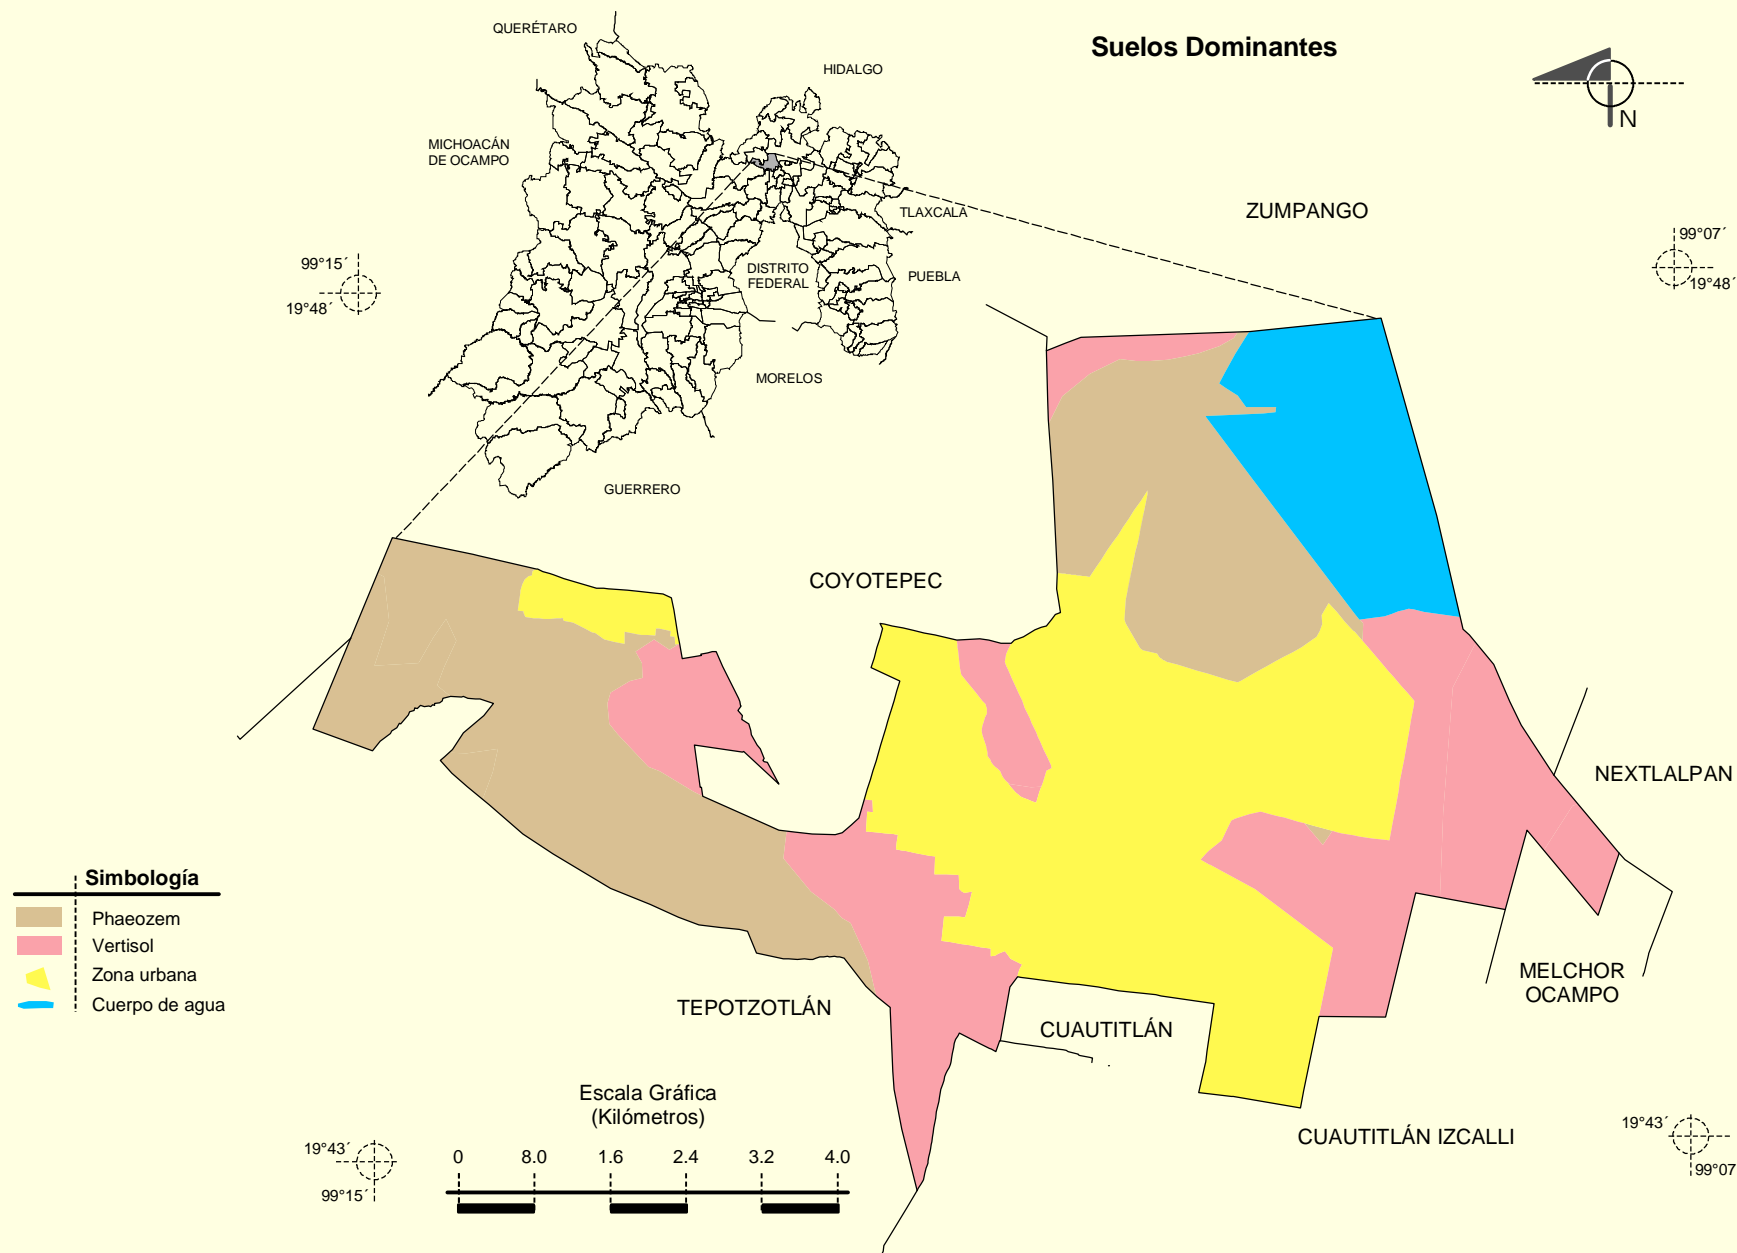 Suelos Dominantes
QUERÉTARO
HIDALGO
MICHOACÁN
DE OCAMPO
TLAXCALA
DISTRITO
FEDERAL
PUEBLA
MORELOS
GUERRERO
N
ZUMPANGO
99°15´
19°48´
99°07´
19°48´
COYOTEPEC
NEXTLALPAN
MELCHOR
OCAMPO
TEPOTZOTLÁN
CUAUTITLÁN
CUAUTITLÁN IZCALLI
Simbología
Phaeozem
Vertisol
Zona urbana
Cuerpo de agua
Escala Gráfica
(Kilómetros)
0 8.0 1.6 2.4 3.2 4.0
19°43´
99°15´
19°43´
99°07